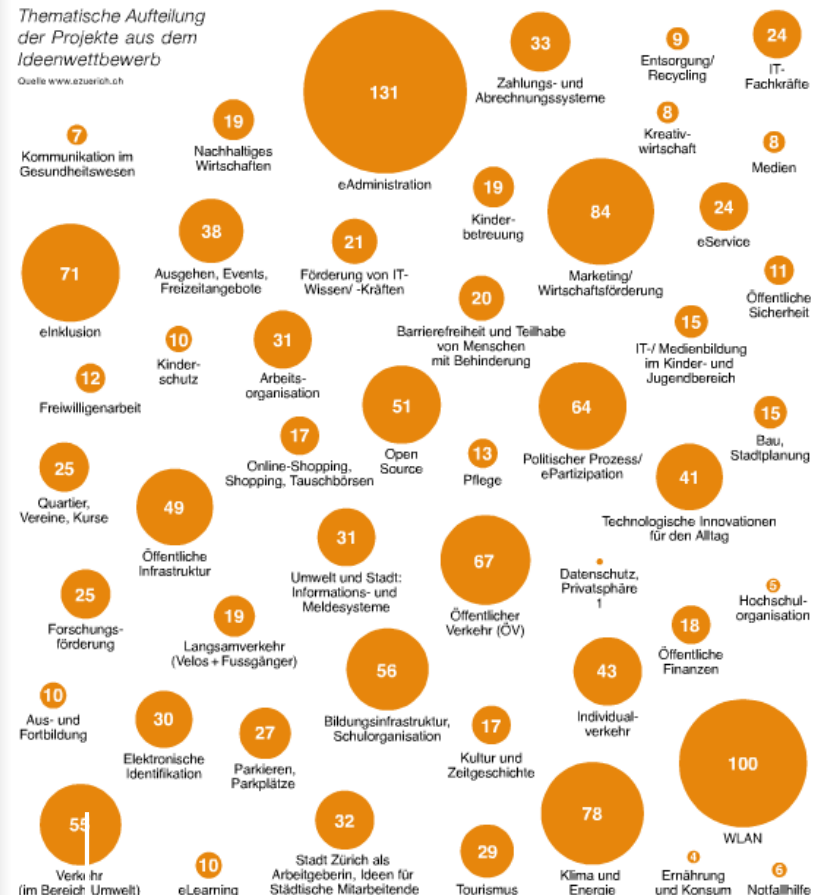 Thematische Aufteilung
der Projekte aus dem
Ideenwettbewerb
Quelle www.ezuerich.ch
131
eAdministration
33
Zahlungs- und
Abrechnungssysteme
9
Entsorgung/
Recycling
24
IT-
Fachkräfte
7
Kommunikation im
Gesundheitswesen
19
Nachhaltiges
Wirtschaften
8
Kreativ-
wirtschaft
8
Medien
19
Kinder-
betreuung
84
Marketing/
Wirtschaftsförderung
24
eService
71
eInklusion
38
Ausgehen, Events,
Freizeitangebote
21
Förderung von IT-
Wissen/ -Kräften
11
Öffentliche
Sicherheit
20
Barrierefreiheit und Teilhabe
von Menschen
mit Behinderung
15
IT-/ Medienbildung
im Kinder- und
Jugendbereich
10
Kinder-
schutz
31
Arbeits-
organisation
12
Freiwilligenarbeit
51
Open
Source
64
Politischer Prozess/
ePartizipation
15
Bau,
Stadtplanung
17
Online-Shopping,
Shopping, Tauschbörsen
13
Pflege
25
Quartier,
Vereine, Kurse
49
Öffentliche
Infrastruktur
41
Technologische Innovationen
für den Alltag
31
Umwelt und Stadt:
Informations- und
Meldesysteme
67
Öffentlicher
Verkehr (ÖV)
Datenschutz,
Privatsphäre
1
5
Hochschul-
organisation
25
Forschungs-
förderung
19
Langsamverkehr
(Velos + Fussgänger)
18
Öffentliche
Finanzen
56
Bildungsinfrastruktur,
Schulorganisation
43
Individual-
verkehr
10
Aus- und
Fortbildung
30
Elektronische
Identifikation
27
Parkieren,
Parkplätze
17
Kultur und
Zeitgeschichte
100
WLAN
55
Verkehr
(im Bereich Umwelt)
10
eLearning
32
Stadt Zürich als
Arbeitgeberin, Ideen für
Städtische Mitarbeitende
29
Tourismus
78
Klima und
Energie
4
Ernährung
und Konsum
6
Notfallhilfe